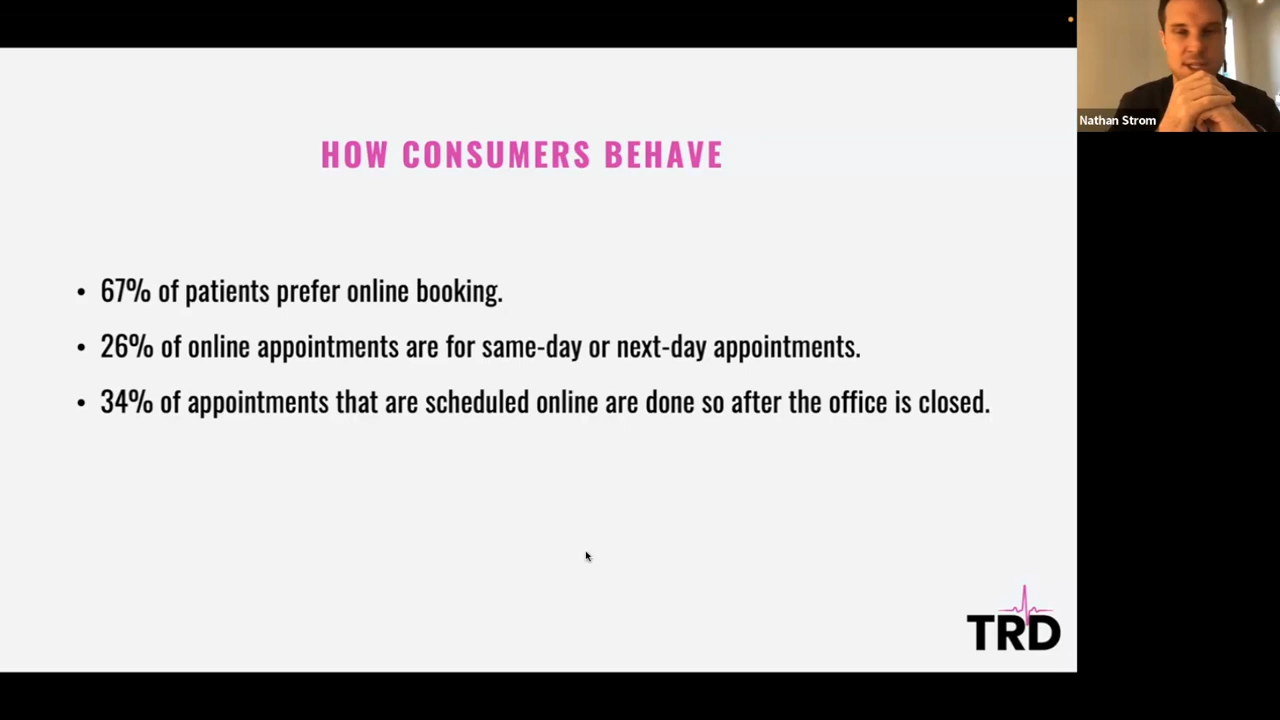 HOW CONSUMERS BEHAVE
• 67% of patients prefer online booking.
• 26% of online appointments are for same-day or next-day appointments.
• 34% of appointments that are scheduled online are done so after the office is closed.
TRD
Nathan Strom